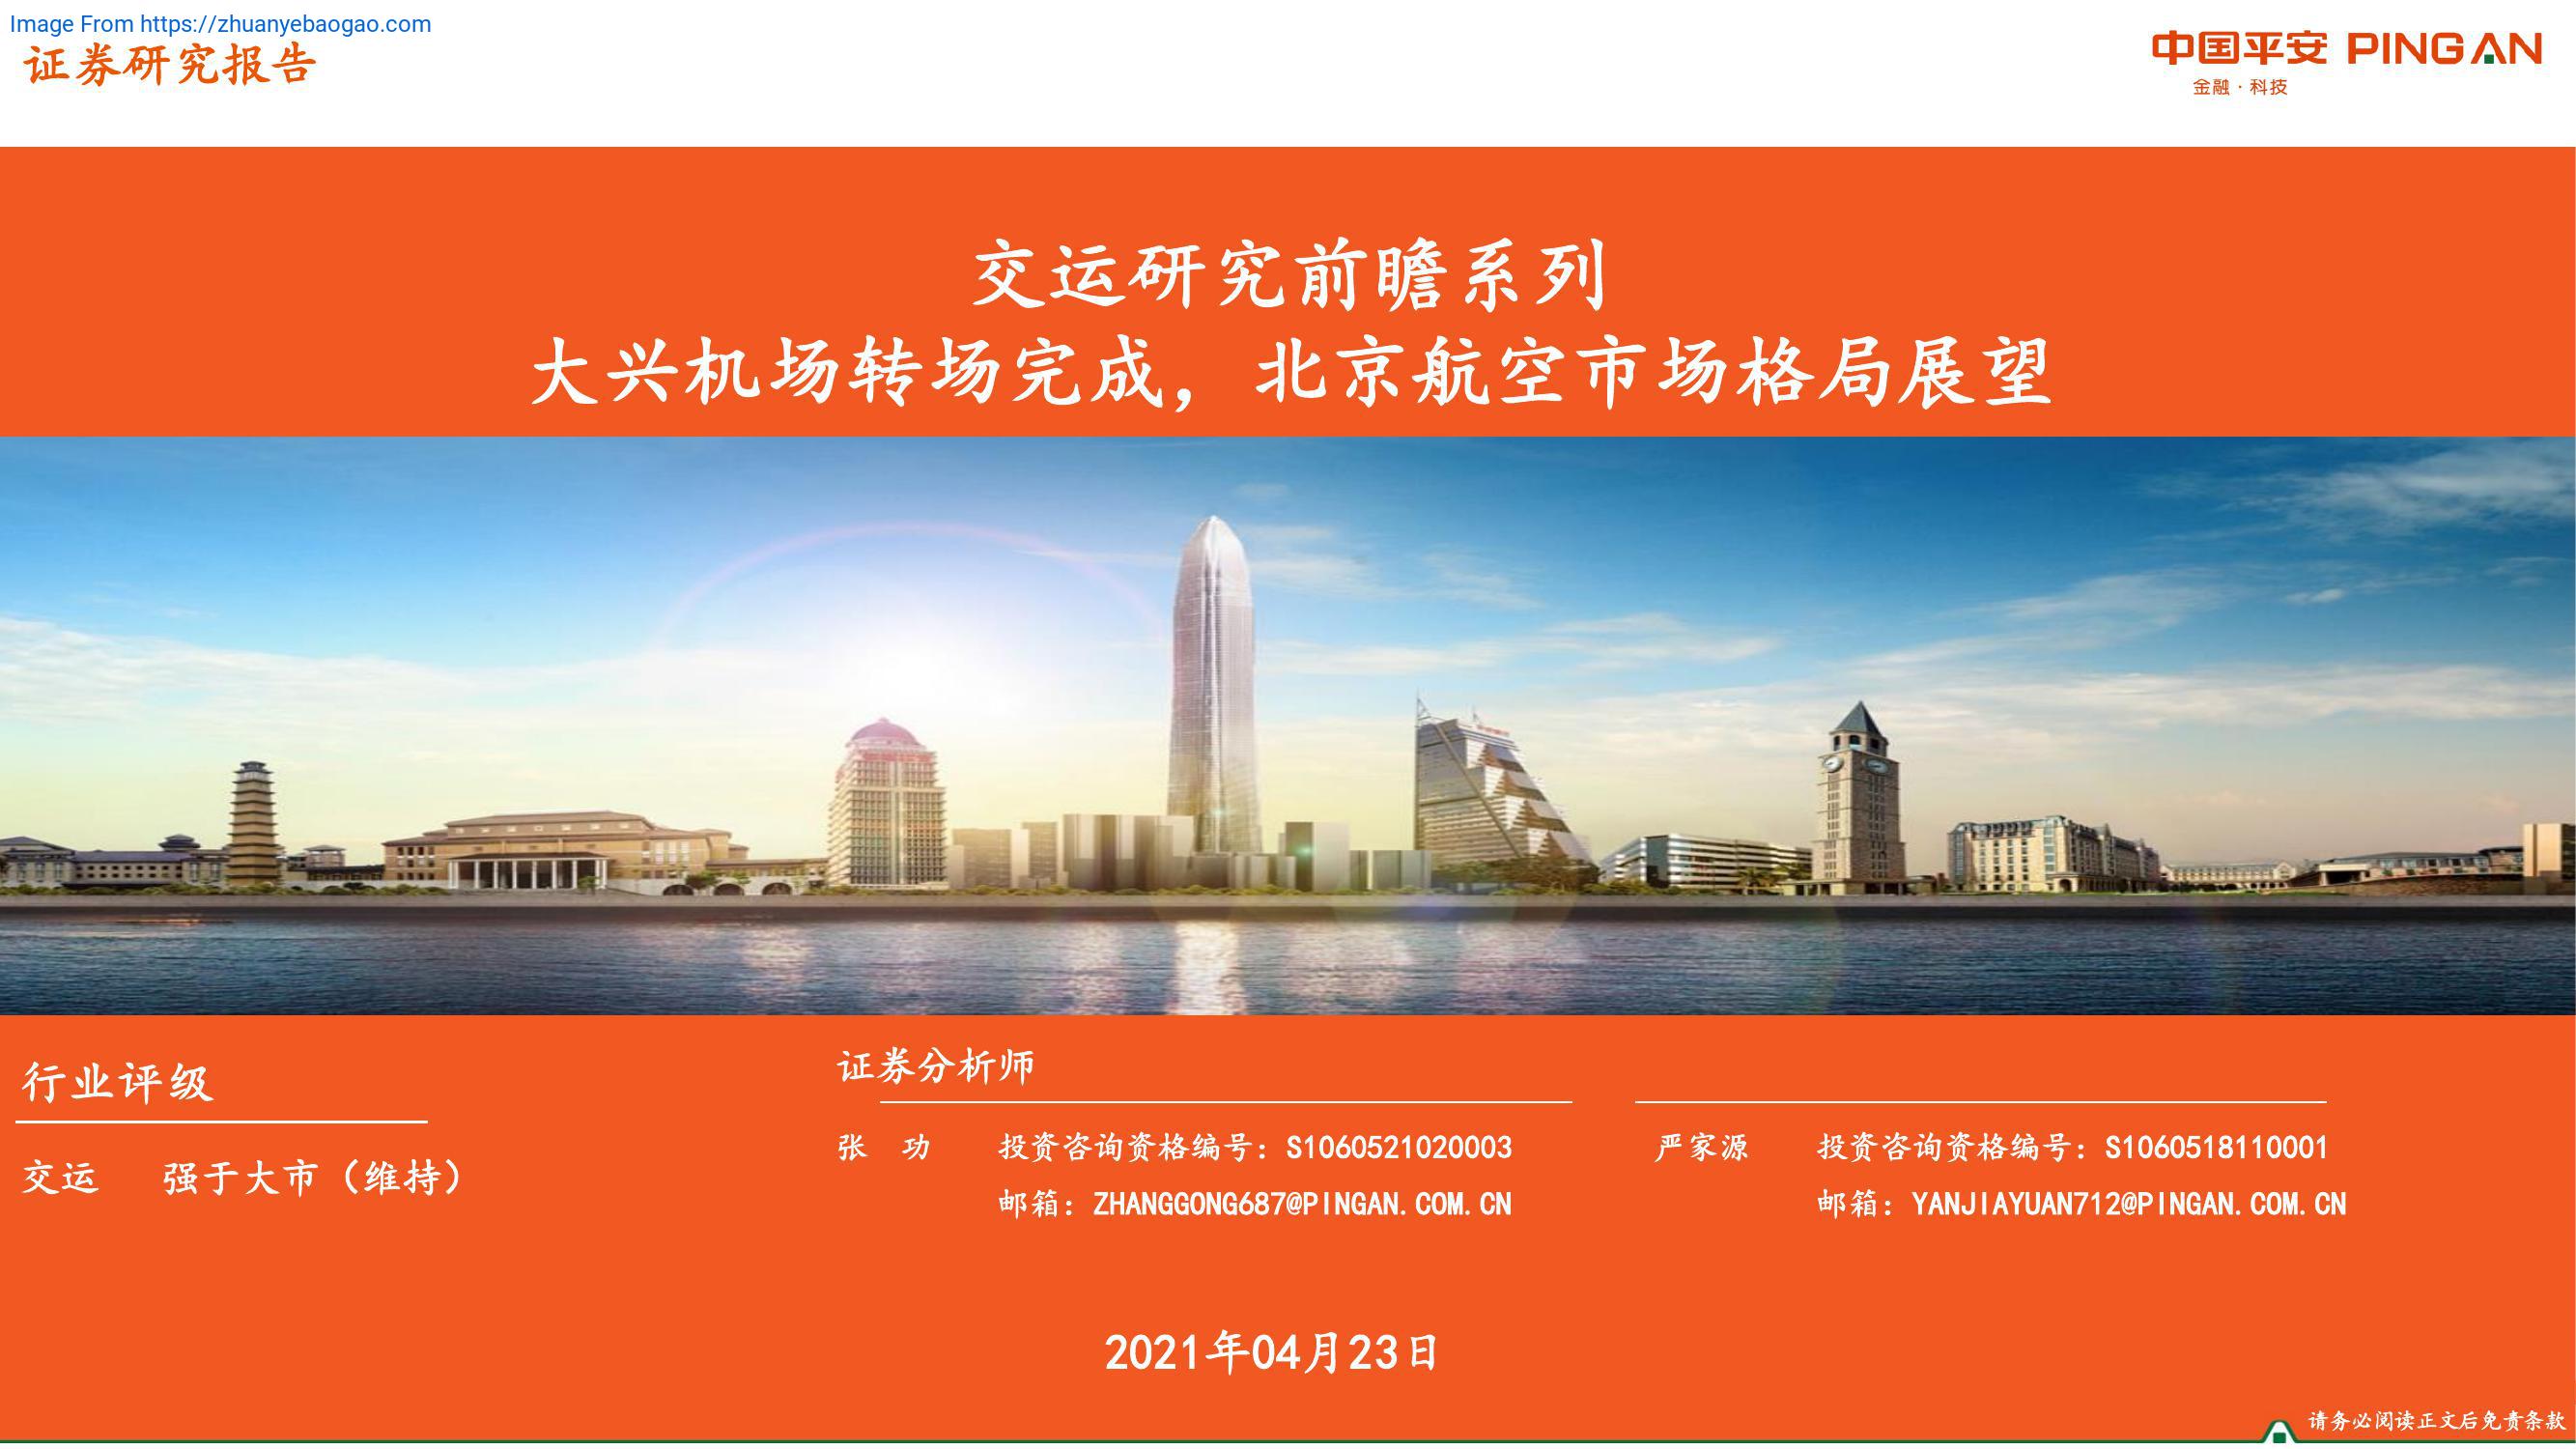 Image From https://zhuanyebaogao.com
证券研究报告
中国平安 PINGAN
金融·科技
交运研究前瞻系列
大兴机场转场完成，北京航空市场格局展望
行业评级
交运 强于大市（维持）
证券分析师
张 功 投资咨询资格编号：S1060521020003
邮箱：ZHANGGONG687@PINGAN.COM.CN
严家源 投资咨询资格编号：S1060518110001
邮箱：YANJIAYUAN712@PINGAN.COM.CN
2021年04月23日
请务必阅读正文后免责条款